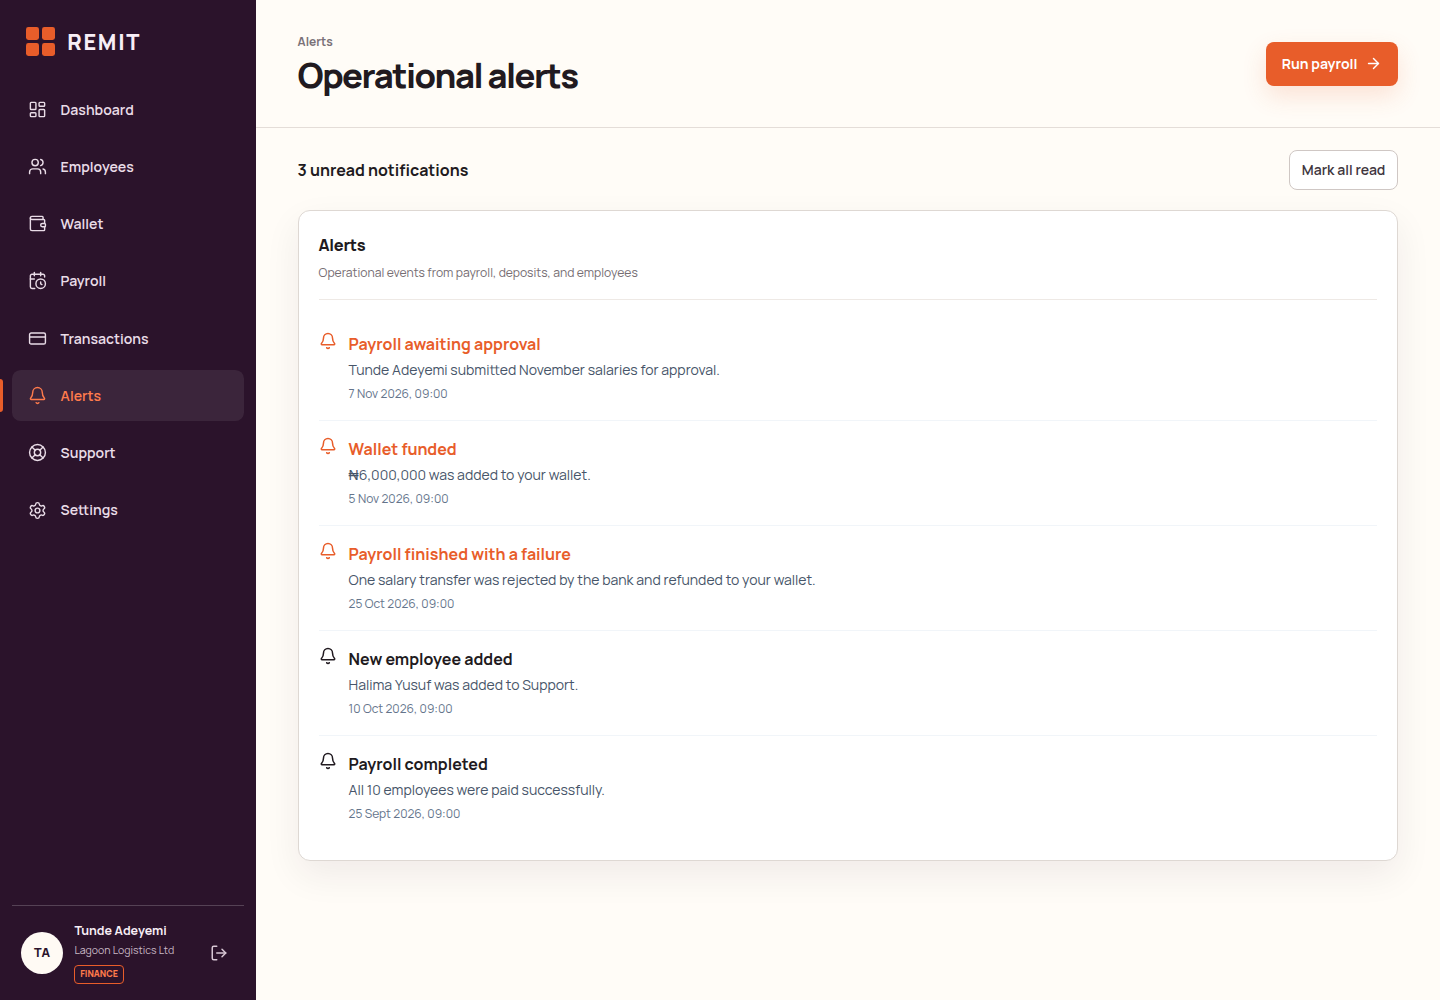 REMIT
Dashboard
Employees
Wallet
Payroll
Transactions
Alerts
Support
Settings
Tunde Adeyemi
TA
Lagoon Logistics Ltd
FINANCE
Alerts
Operational alerts
Run payroll
3 unread notifications
Mark all read
Alerts
Operational events from payroll, deposits, and employees
Payroll awaiting approval
Tunde Adeyemi submitted November salaries for approval.
7 Nov 2026, 09:00
Wallet funded
₦6,000,000 was added to your wallet.
5 Nov 2026, 09:00
Payroll finished with a failure
One salary transfer was rejected by the bank and refunded to your wallet.
25 Oct 2026, 09:00
New employee added
Halima Yusuf was added to Support.
10 Oct 2026, 09:00
Payroll completed
All 10 employees were paid successfully.
25 Sept 2026, 09:00